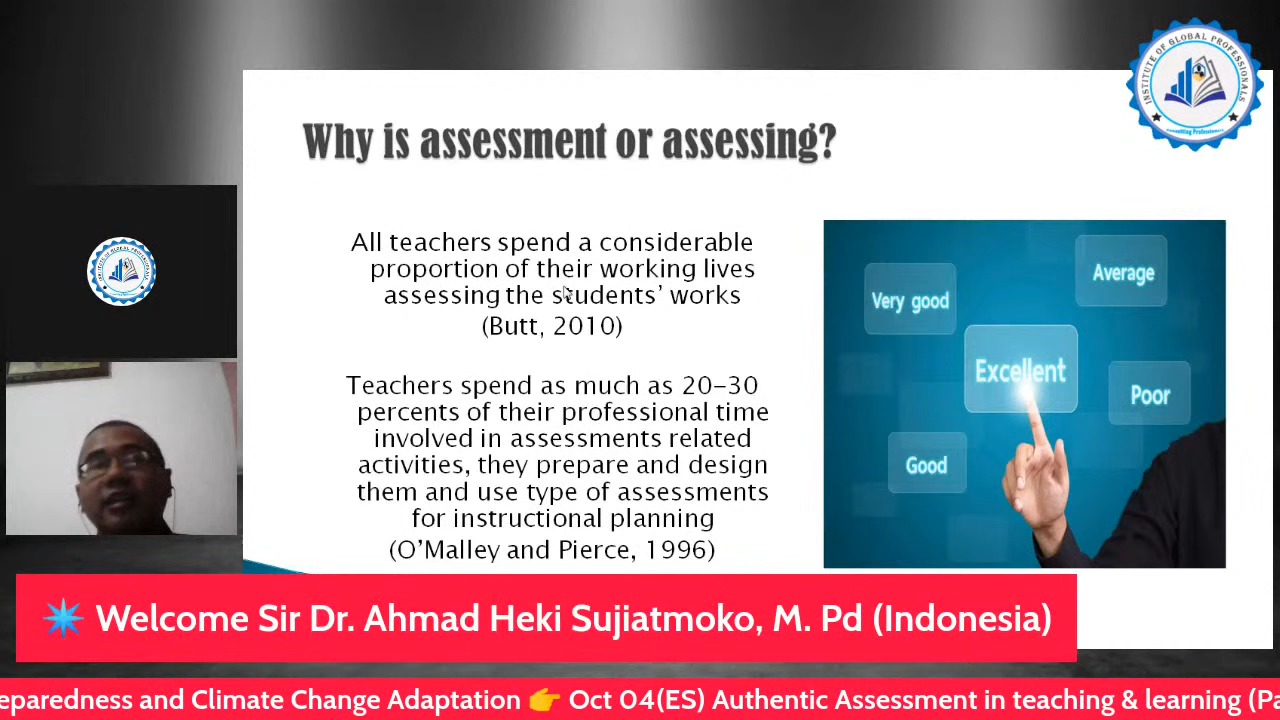 INSTITUTE OF GLOBAL PROFESSIONALS
Why is assessment or assessing?
All teachers spend a considerable
proportion of their working lives
assessing the students’ works
(Butt, 2010)
Teachers spend as much as 20–30
percents of their professional time
involved in assessments related
activities, they prepare and design
them and use type of assessments
for instructional planning
(O’Malley and Pierce, 1996)
Very good
Average
Excellent
Poor
Good
Welcome Sir Dr. Ahmad Heki Sujiatmoko, M. Pd (Indonesia)
eparedness and Climate Change Adaptation 👉 Oct 04(ES) Authentic Assessment in teaching & learning (Pa